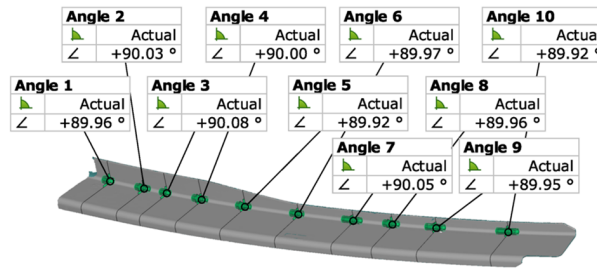 Angle 2
Actual
∠ +90.03 °
Angle 4
Actual
∠ +90.00 °
Angle 6
Actual
∠ +89.97 °
Angle 10
Actua
∠ +89.92 °
Angle 1
Actual
∠ +89.96 °
Angle 3
Actual
∠ +90.08 °
Angle 5
Actual
∠ +89.92 °
Angle 8
Actual
∠ +89.96 °
Angle 7
Actual
∠ +90.05 °
Angle 9
Actual
∠ +89.95 °